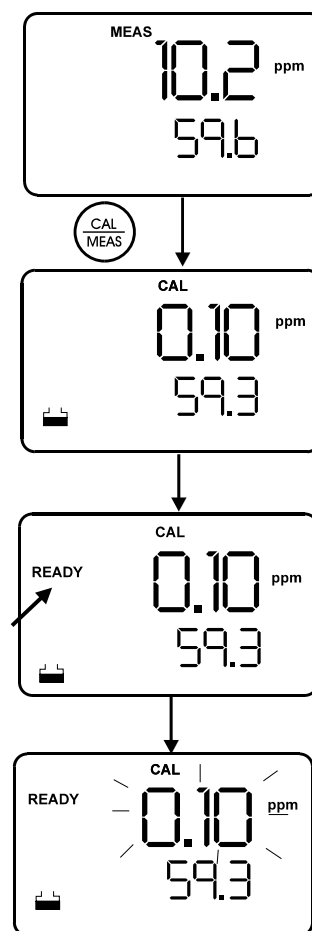 MEAS
10.2 ppm
59.6
CAL
MEAS
CAL
0.10 ppm
59.3
CAL
READY
0.10 ppm
59.3
CAL
READY
0.10 ppm
59.3